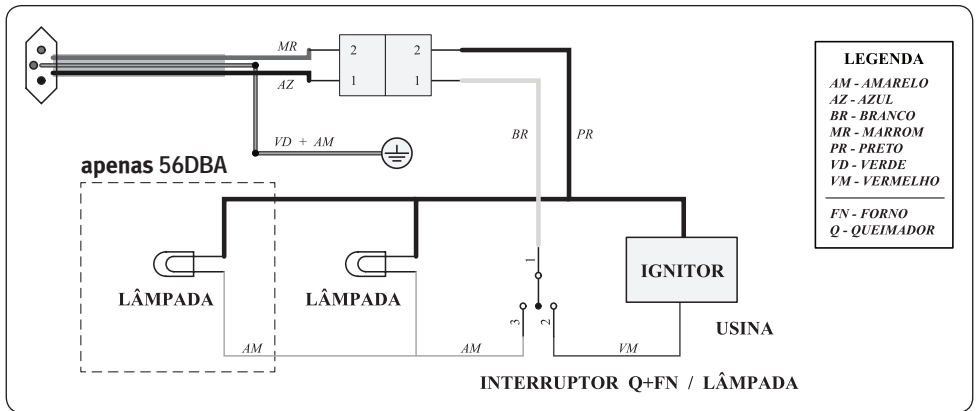 MR
2
2
AZ
1
1
VD + AM
BR
PR
LEGENDA
AM - AMARELO
AZ - AZUL
BR - BRANCO
MR - MARROM
PR - PRETO
VD - VERDE
VM - VERMELHO
FN - FORNO
Q - QUEIMADOR
apenas 56DBA
LÂMPADA
LÂMPADA
1
IGNITOR
3
2
USINA
AM
AM
VM
INTERRUPTOR Q+FN / LÂMPADA